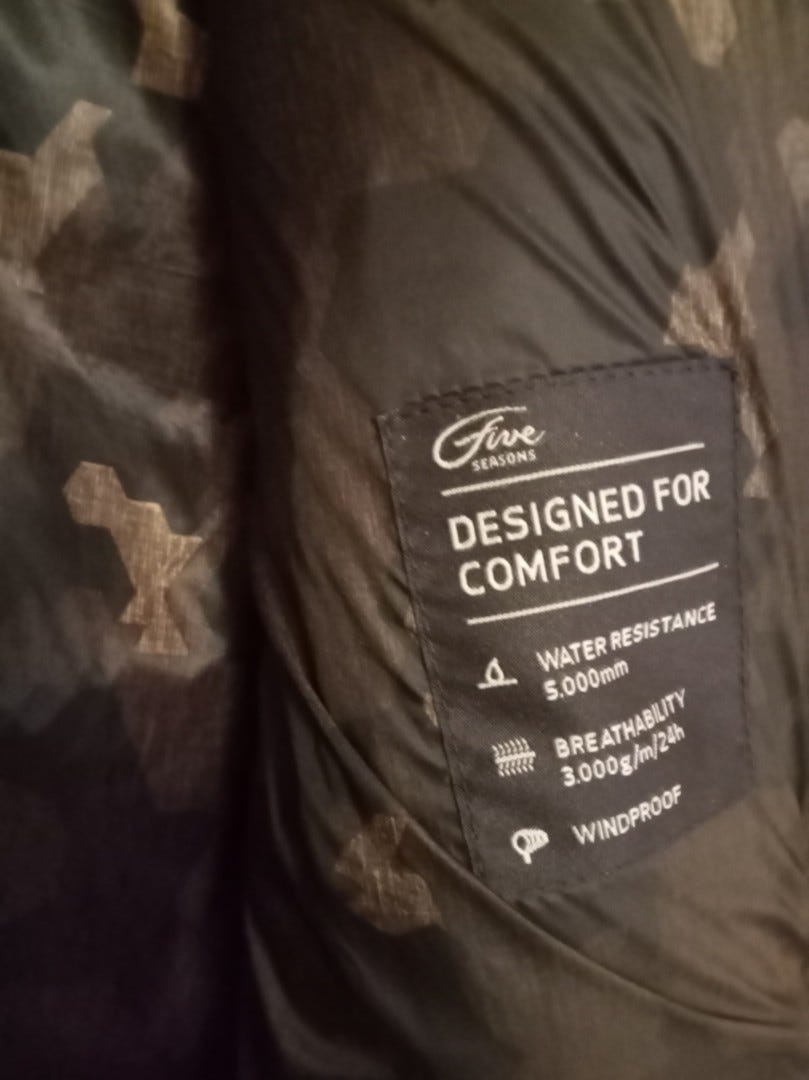 Five
SEASONS
DESIGNED FOR
COMFORT
WATER RESISTANCE
5.000mm
BREATHABILITY
3.000g/m/24h
WINDPROOF